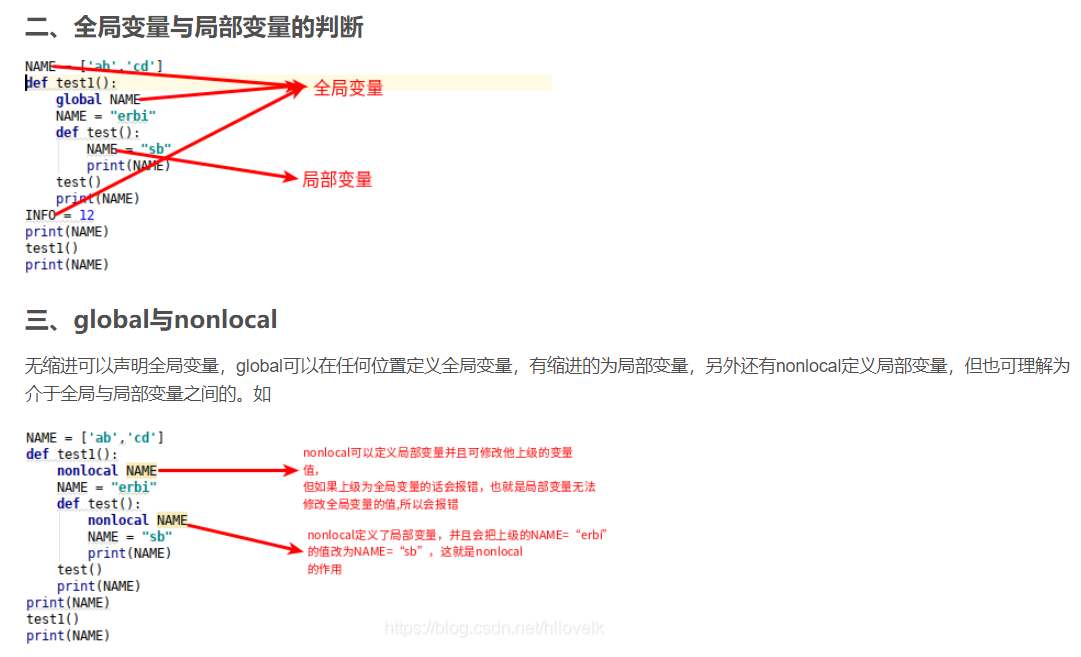 二、全局变量与局部变量的判断
NAME = ['ab','cd']
def test1():
全局变量
global NAME
NAME = "erbi"
def test():
NAME = "sb"
print(NAME)
test()
局部变量
print(NAME)
INFO = 12
print(NAME)
test1()
print(NAME)
三、global与nonlocal
无缩进可以声明全局变量，global可以在任何位置定义全局变量，有缩进的为局部变量，另外还有nonlocal定义局部变量，但也可理解为
介于全局与局部变量之间的。如
NAME = ['ab','cd']
def test1():
nonlocal NAME
NAME = "erbi"
def test():
nonlocal NAME
NAME = "sb"
print(NAME)
test()
print(NAME)
print(NAME)
test1()
print(NAME)
nonlocal可以定义局部变量并且可修改他上级的变量
值，
但如果上级为全局变量的话会报错，也就是局部变量无法
修改全局变量的值,所以会报错
nonlocal定义了局部变量，并且会把上级的NAME=“erbi”
的值改为NAME=“sb”，这就是nonlocal
的作用
https://blog.csdn.net/hllovelk